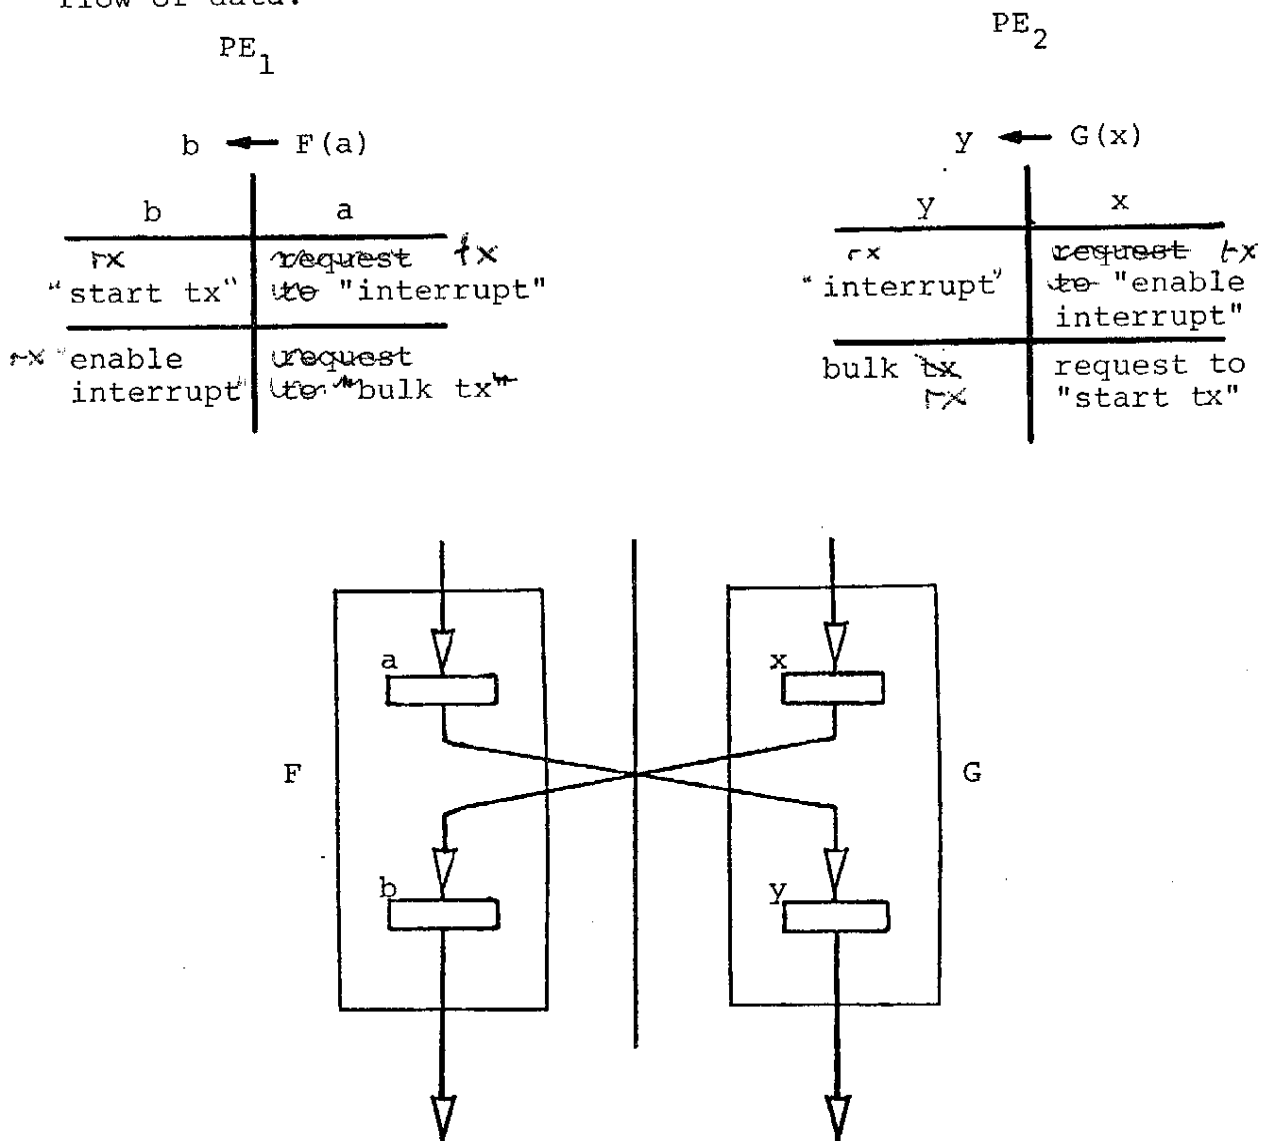 flow of data.
PE1
PE2
b ← F(a)
y ← G(x)
b a
rx request tx
"start tx" to "interrupt"
rx "enable request
interrupt" to "bulk tx"
y x
rx request tx
"interrupt" to "enable
interrupt"
bulk tx request to
rx "start tx"
a
x
F
G
b
y